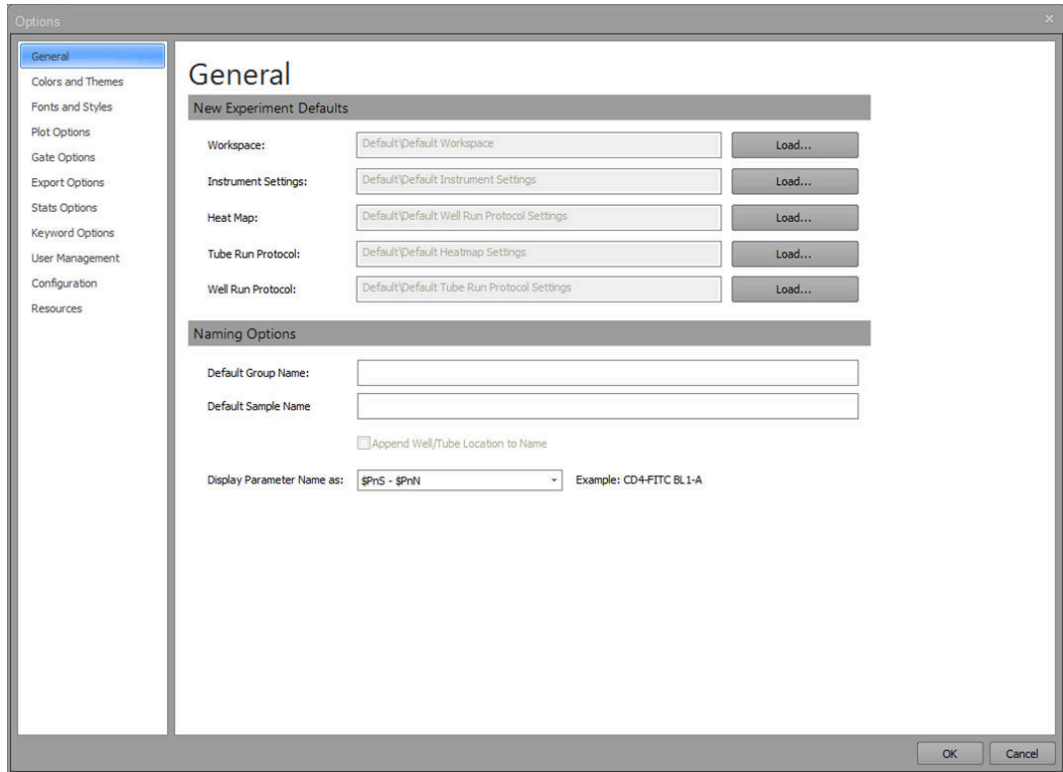 Options
General
Colors and Themes
Fonts and Styles
Plot Options
Gate Options
Export Options
Stats Options
Keyword Options
User Management
Configuration
Resources
General
New Experiment Defaults
Workspace: Default\Default Workspace Load...
Instrument Settings: Default\Default Instrument Settings Load...
Heat Map: Default\Default Well Run Protocol Settings Load...
Tube Run Protocol: Default\Default Heatmap Settings Load...
Well Run Protocol: Default\Default Tube Run Protocol Settings Load...
Naming Options
Default Group Name:
Default Sample Name
Append Well/Tube Location to Name
Display Parameter Name as: $PnS - $PnN Example: CD4-FITC BL1-A
OK Cancel